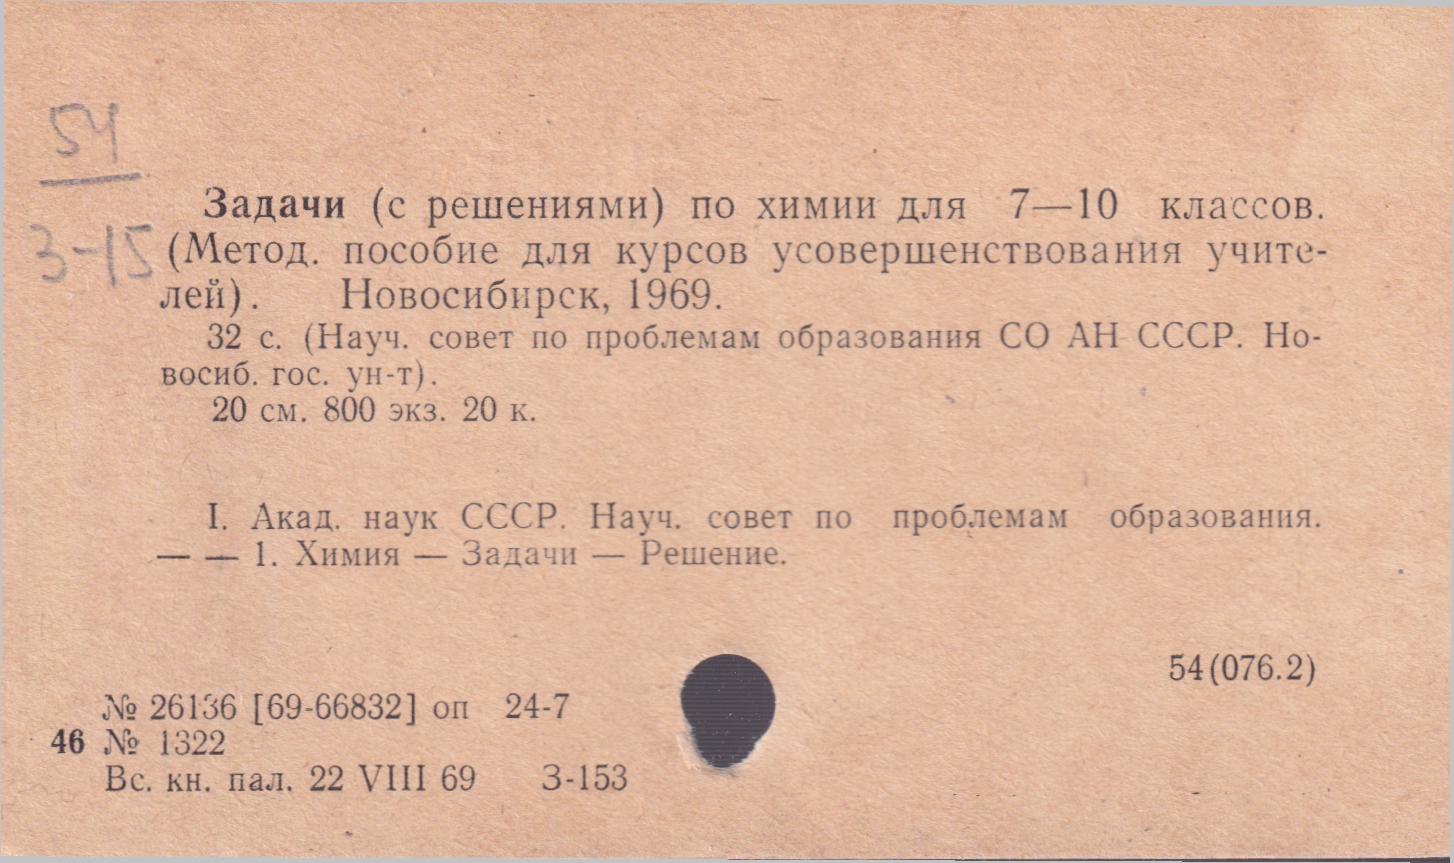 54
З-15
Задачи (с решениями) по химии для 7—10 классов.
(Метод. пособие для курсов усовершенствования учите-
лей). Новосибирск, 1969.
32 с. (Науч. совет по проблемам образования СО АН СССР. Но-
восиб. гос. ун-т).
20 см. 800 экз. 20 к.
I. Акад. наук СССР. Науч. совет по проблемам образования.
— — 1. Химия — Задачи — Решение.
54(076.2)
№ 26136 [69-66832] оп 24-7
46 № 1322
Вс. кн. пал. 22 VIII 69 З-153